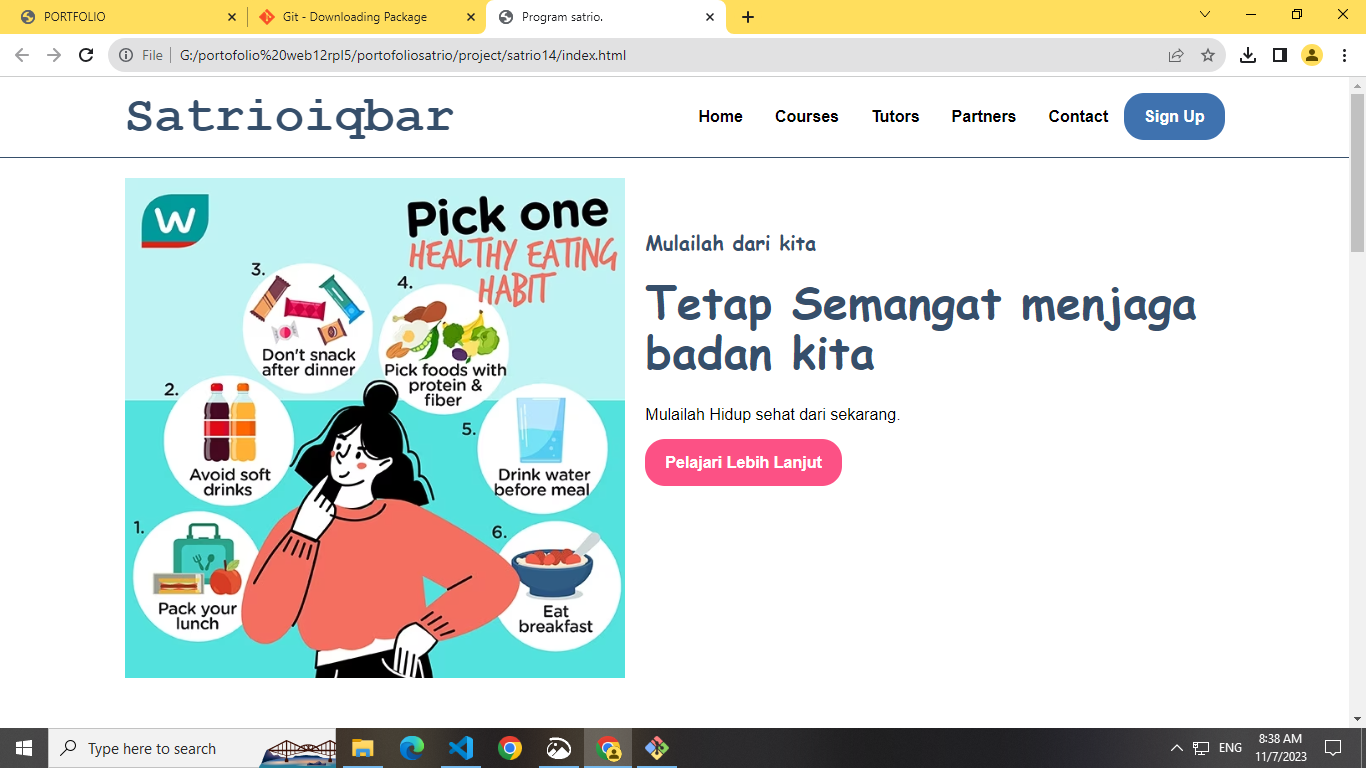 PORTFOLIO
Git - Downloading Package
Program satrio.
File
G:/portofolio%20web12rpl5/portofoliosatrio/project/satrio14/index.html
Satrioiqbar
Home
Courses
Tutors
Partners
Contact
Sign Up
W
Pick one
HEALTHY EATING
HABIT
3.
Don't snack
after dinner
4.
Pick foods with
protein &
fiber
2.
Avoid soft
drinks
5.
Drink water
before meal
1.
Pack your
lunch
6.
Eat
breakfast
Mulailah dari kita
Tetap Semangat menjaga
badan kita
Mulailah Hidup sehat dari sekarang.
Pelajari Lebih Lanjut
Type here to search
ENG
8:38 AM
11/7/2023